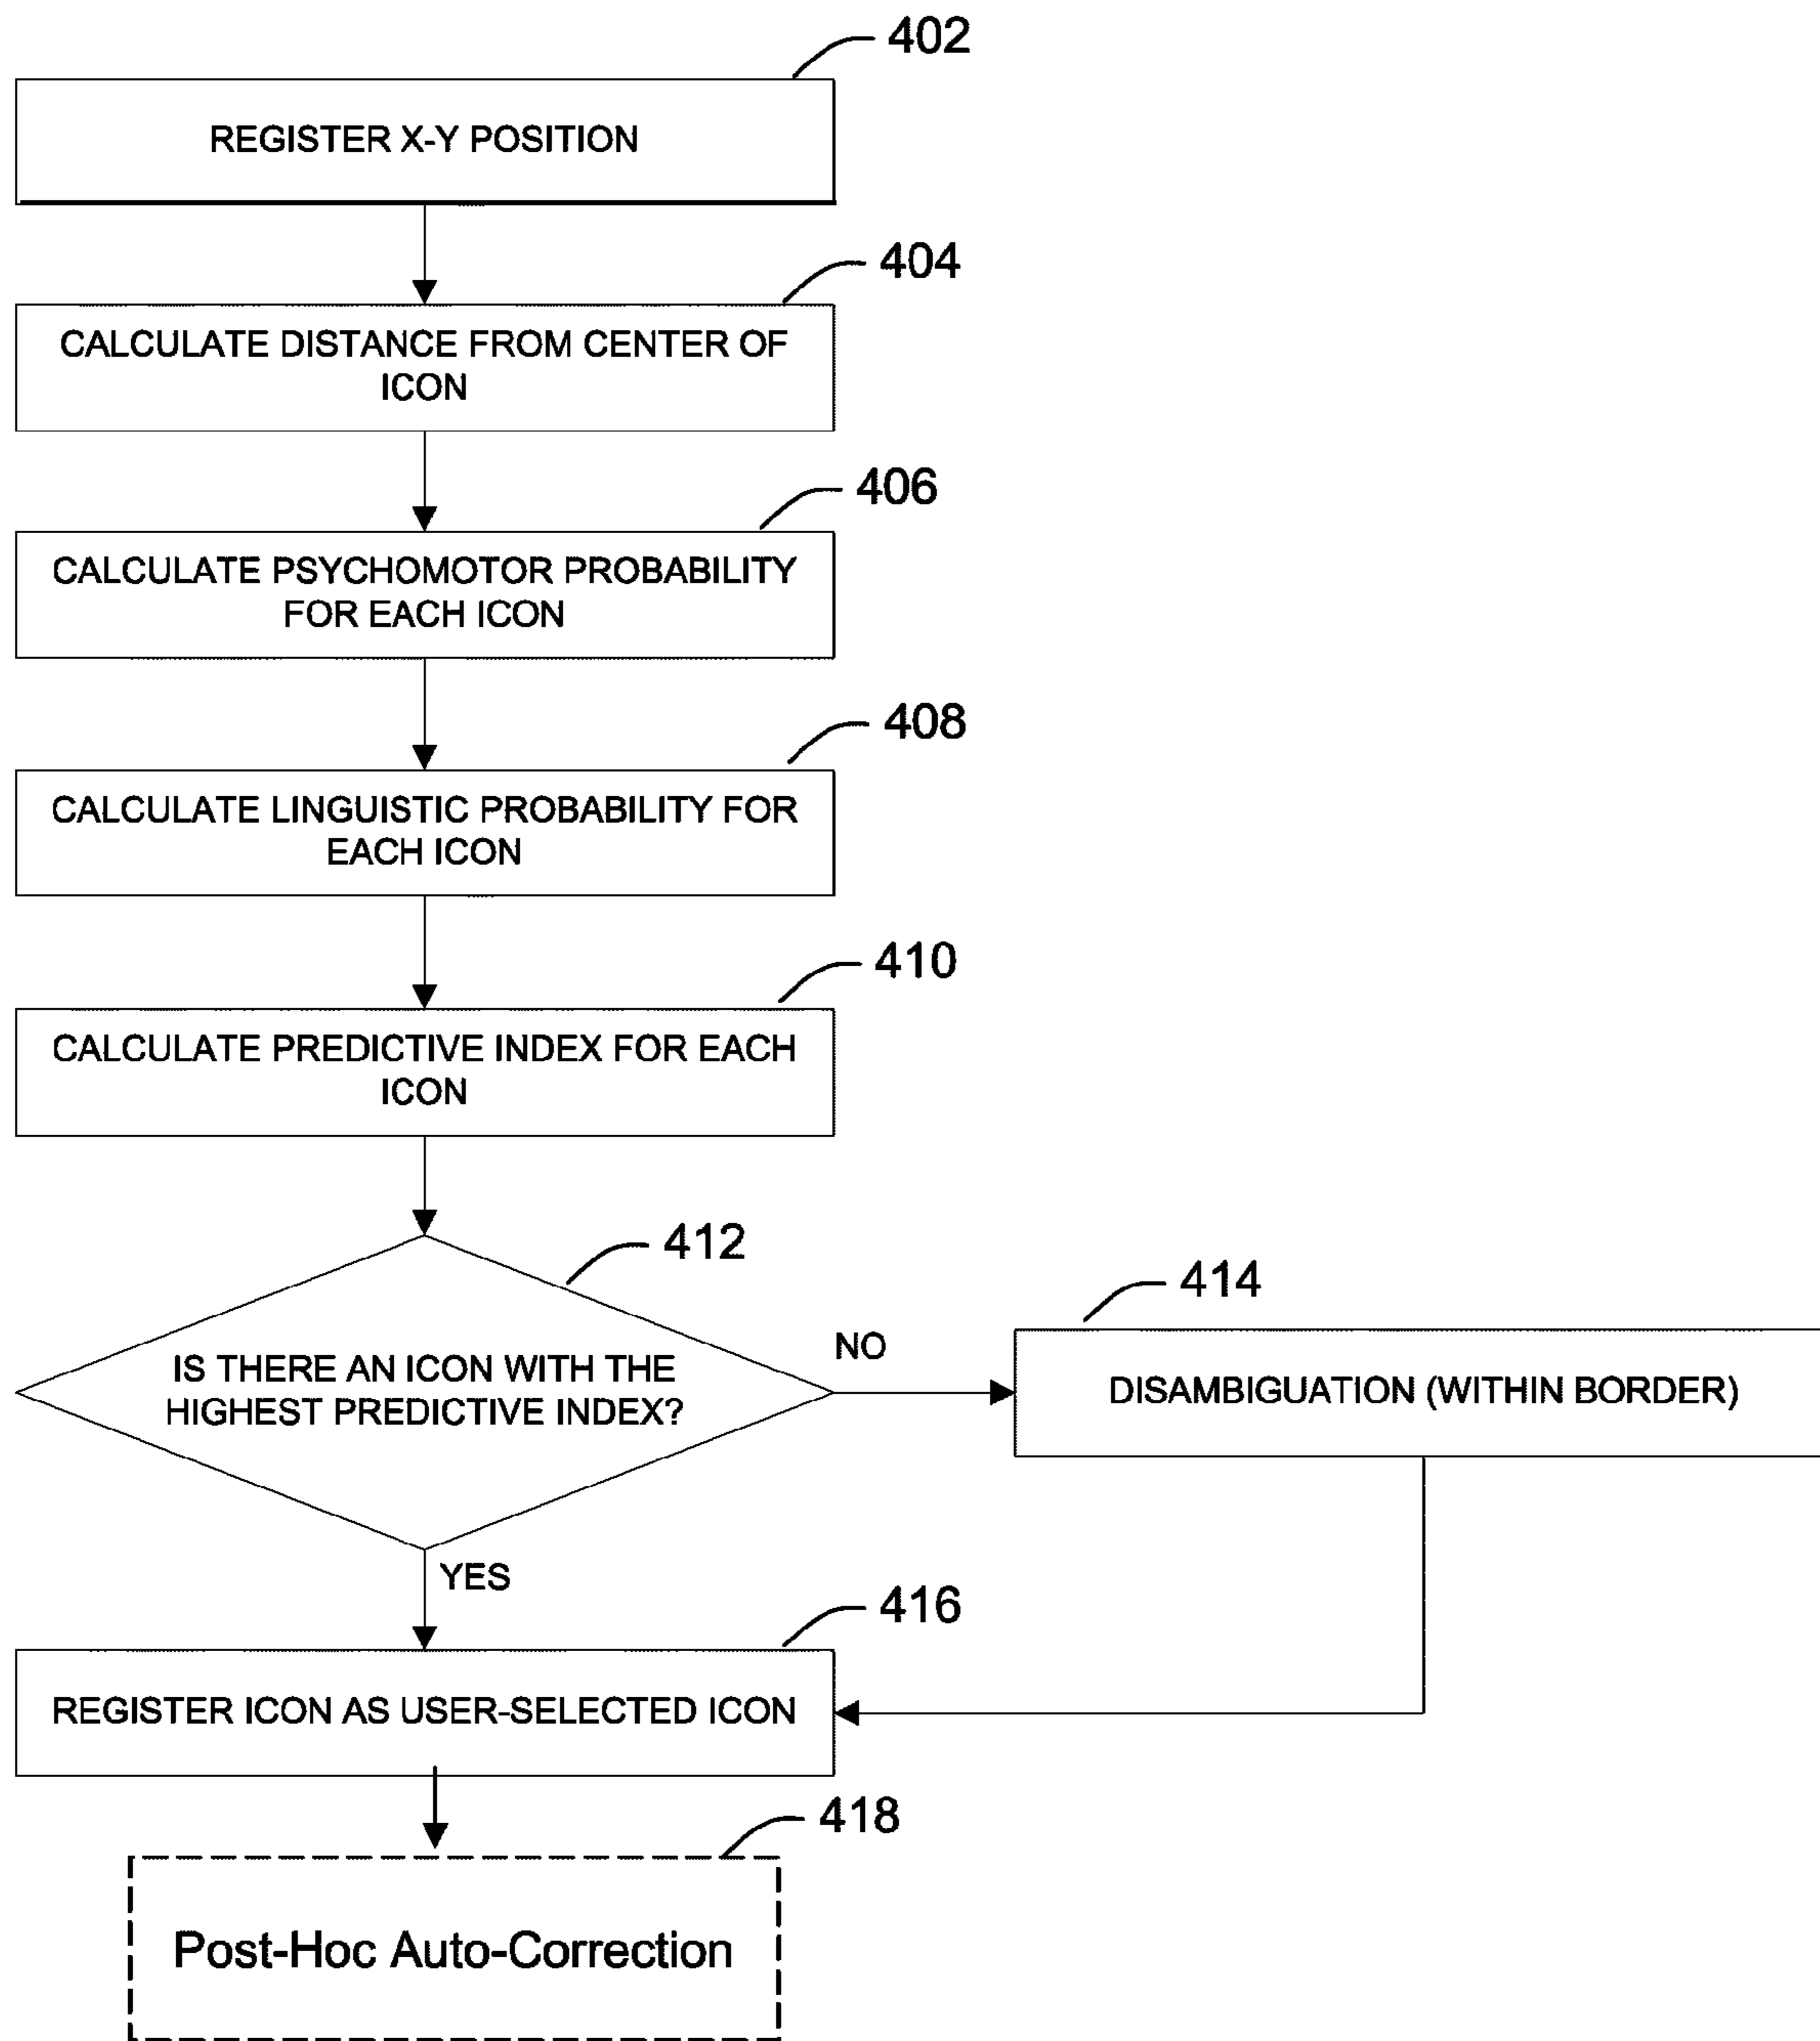 402
REGISTER X-Y POSITION
404
CALCULATE DISTANCE FROM CENTER OF
ICON
406
CALCULATE PSYCHOMOTOR PROBABILITY
FOR EACH ICON
408
CALCULATE LINGUISTIC PROBABILITY FOR
EACH ICON
410
CALCULATE PREDICTIVE INDEX FOR EACH
ICON
412
IS THERE AN ICON WITH THE
HIGHEST PREDICTIVE INDEX?
NO
414
DISAMBIGUATION (WITHIN BORDER)
YES
416
REGISTER ICON AS USER-SELECTED ICON
418
Post-Hoc Auto-Correction